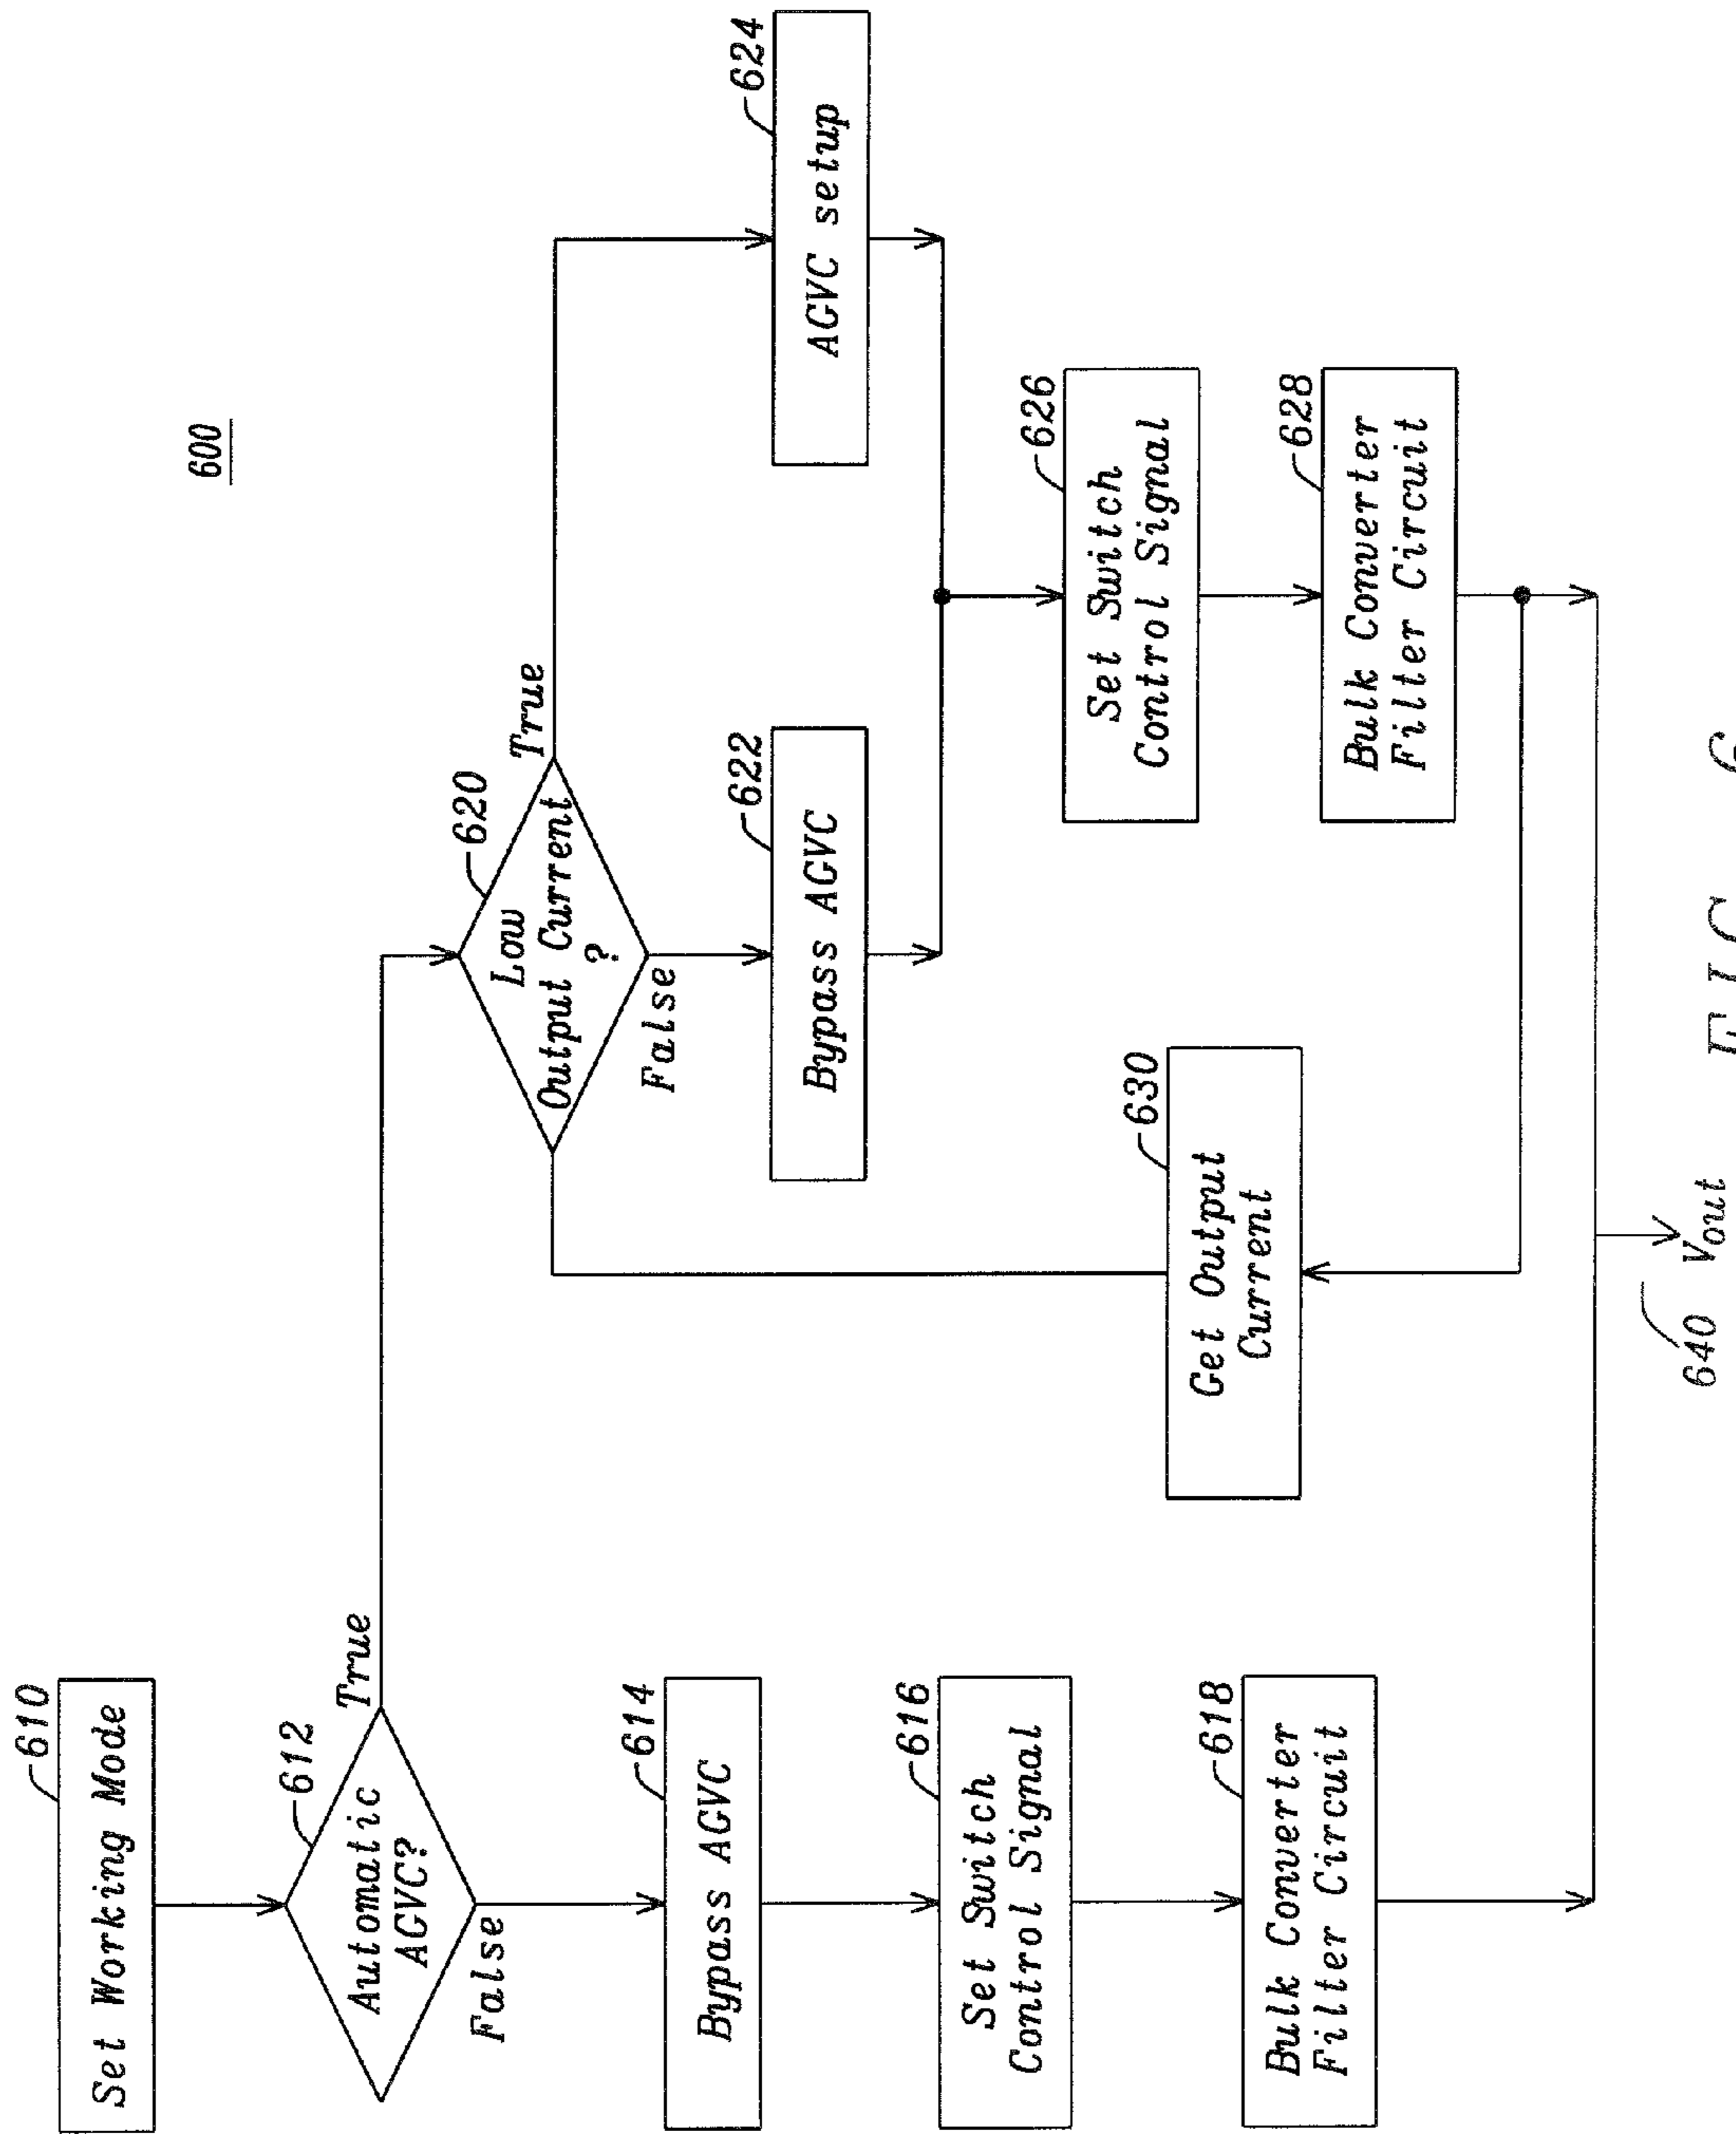 600
610
Set Working Mode
612
Automatic
AGVC?
True
False
614
Bypass AGVC
616
Set Switch
Control Signal
618
Bulk Converter
Filter Circuit
620
Low
Output Current
?
True
False
622
Bypass AGVC
624
AGVC setup
626
Set Switch
Control Signal
628
Bulk Converter
Filter Circuit
630
Get Output
Current
640 Vout